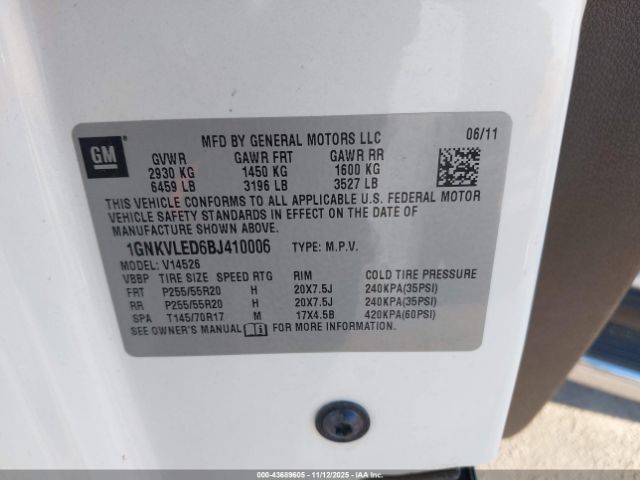 GM
MFD BY GENERAL MOTORS LLC 06/11
GVWR GAWR FRT GAWR RR
2930 KG 1450 KG 1600 KG
6459 LB 3196 LB 3527 LB
THIS VEHICLE CONFORMS TO ALL APPLICABLE U.S. FEDERAL MOTOR
VEHICLE SAFETY STANDARDS IN EFFECT ON THE DATE OF
MANUFACTURE SHOWN ABOVE.
1GNKVLED6BJ410006 TYPE: M.P.V.
MODEL: V14526
VBBP TIRE SIZE SPEED RTG RIM COLD TIRE PRESSURE
FRT P255/55R20 H 20X7.5J 240KPA(35PSI)
RR P255/55R20 H 20X7.5J 240KPA(35PSI)
SPA T145/70R17 M 17X4.5B 420KPA(60PSI)
SEE OWNER'S MANUAL FOR MORE INFORMATION.
000-43689605 - 11/12/2025 - IAA Inc.